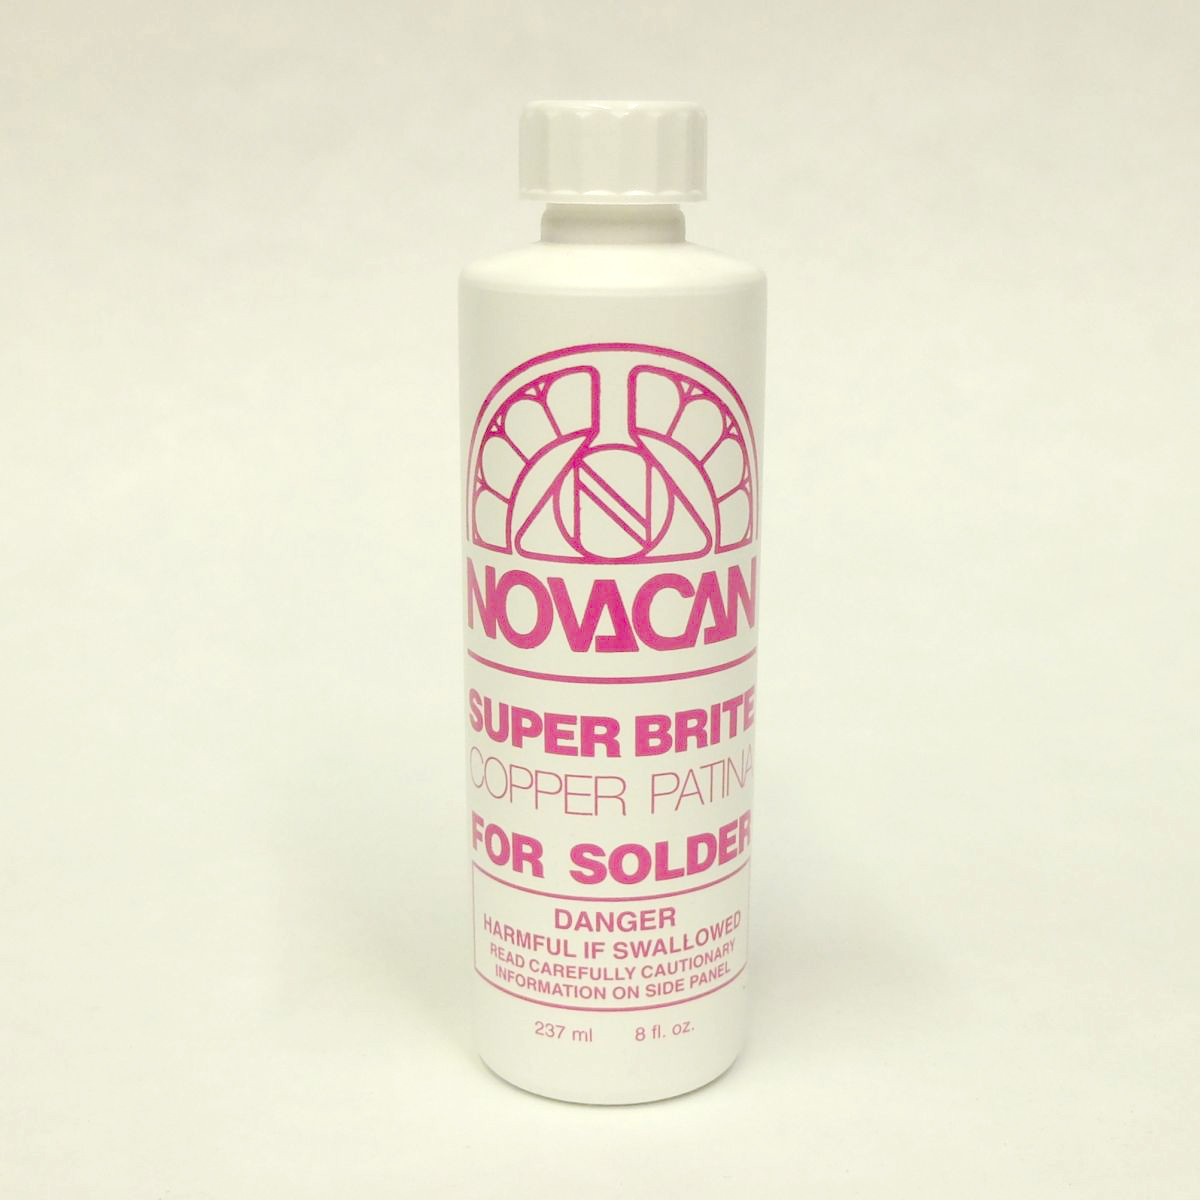 N
NOVACAN
SUPER BRITE
COPPER PATINA
FOR SOLDER
DANGER
HARMFUL IF SWALLOWED
READ CAREFULLY CAUTIONARY
INFORMATION ON SIDE PANEL
237 ml 8 fl. oz.